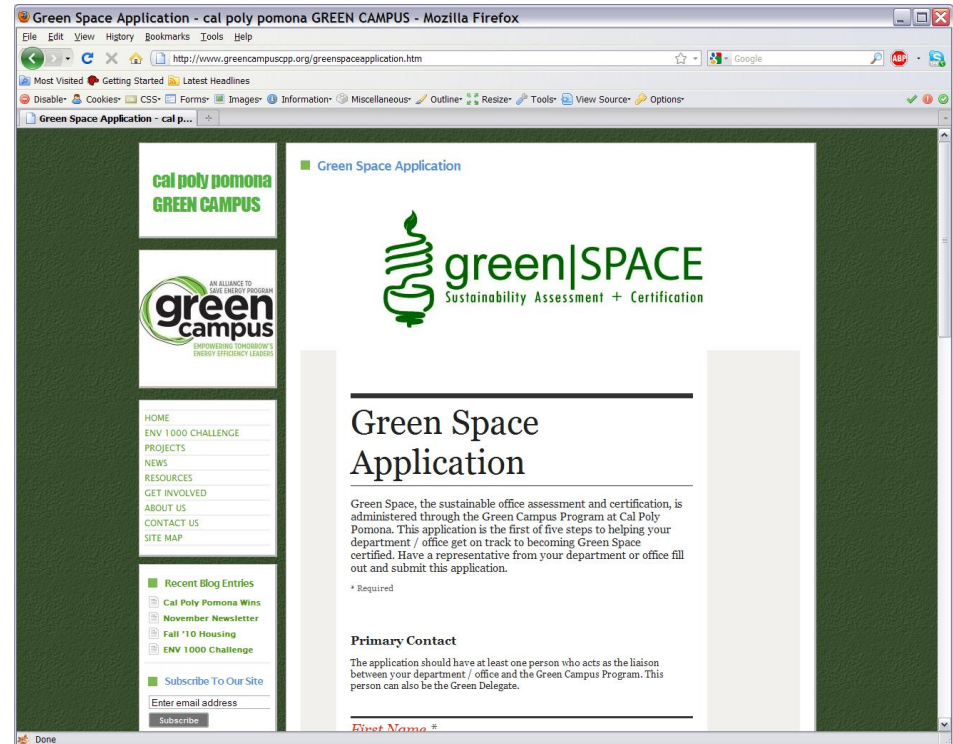 Green Space Application - cal poly pomona GREEN CAMPUS - Mozilla Firefox
File Edit View History Bookmarks Tools Help
http://www.greencampuscpp.org/greenspaceapplication.htm
Google
ABP
Most Visited Getting Started Latest Headlines
Disable Cookies CSS Forms Images Information Miscellaneous Outline Resize Tools View Source Options
Green Space Application - cal p...
cal poly pomona
GREEN CAMPUS
AN ALLIANCE TO
SAVE ENERGY PROGRAM
green
campus
EMPOWERING TOMORROW'S
ENERGY EFFICIENCY LEADERS
HOME
ENV 1000 CHALLENGE
PROJECTS
NEWS
RESOURCES
GET INVOLVED
ABOUT US
CONTACT US
SITE MAP
Recent Blog Entries
Cal Poly Pomona Wins
November Newsletter
Fall '10 Housing
ENV 1000 Challenge
Subscribe To Our Site
Enter email address
Subscribe
Green Space Application
green|SPACE
Sustainability Assessment + Certification
Green Space
Application
Green Space, the sustainable office assessment and certification, is
administered through the Green Campus Program at Cal Poly
Pomona. This application is the first of five steps to helping your
department / office get on track to becoming Green Space
certified. Have a representative from your department or office fill
out and submit this application.
* Required
Primary Contact
The application should have at least one person who acts as the liaison
between your department / office and the Green Campus Program. This
person can also be the Green Delegate.
First Name *
Done